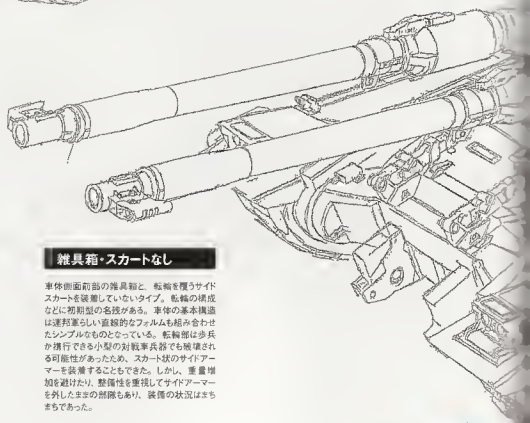 雑具箱・スカートなし
車体側面前部の雑具箱と、転輪を覆うサイド
スカートを装着していないタイプ。転輪の構成
などに初期型の名残がある。車体の基本構造
は連邦軍らしい直線的なフォルムも組み合わせ
たシンプルなものとなっている。転輪部は歩兵
が携行できる小型の対戦車兵器でも破壊され
る可能性があったため、スカート状のサイドアー
マーを装着することもできた。しかし、重量増
加を避けたり、整備性を重視してサイドアーマー
を外したままの部隊もあり、装備の状況はまち
まちであった。